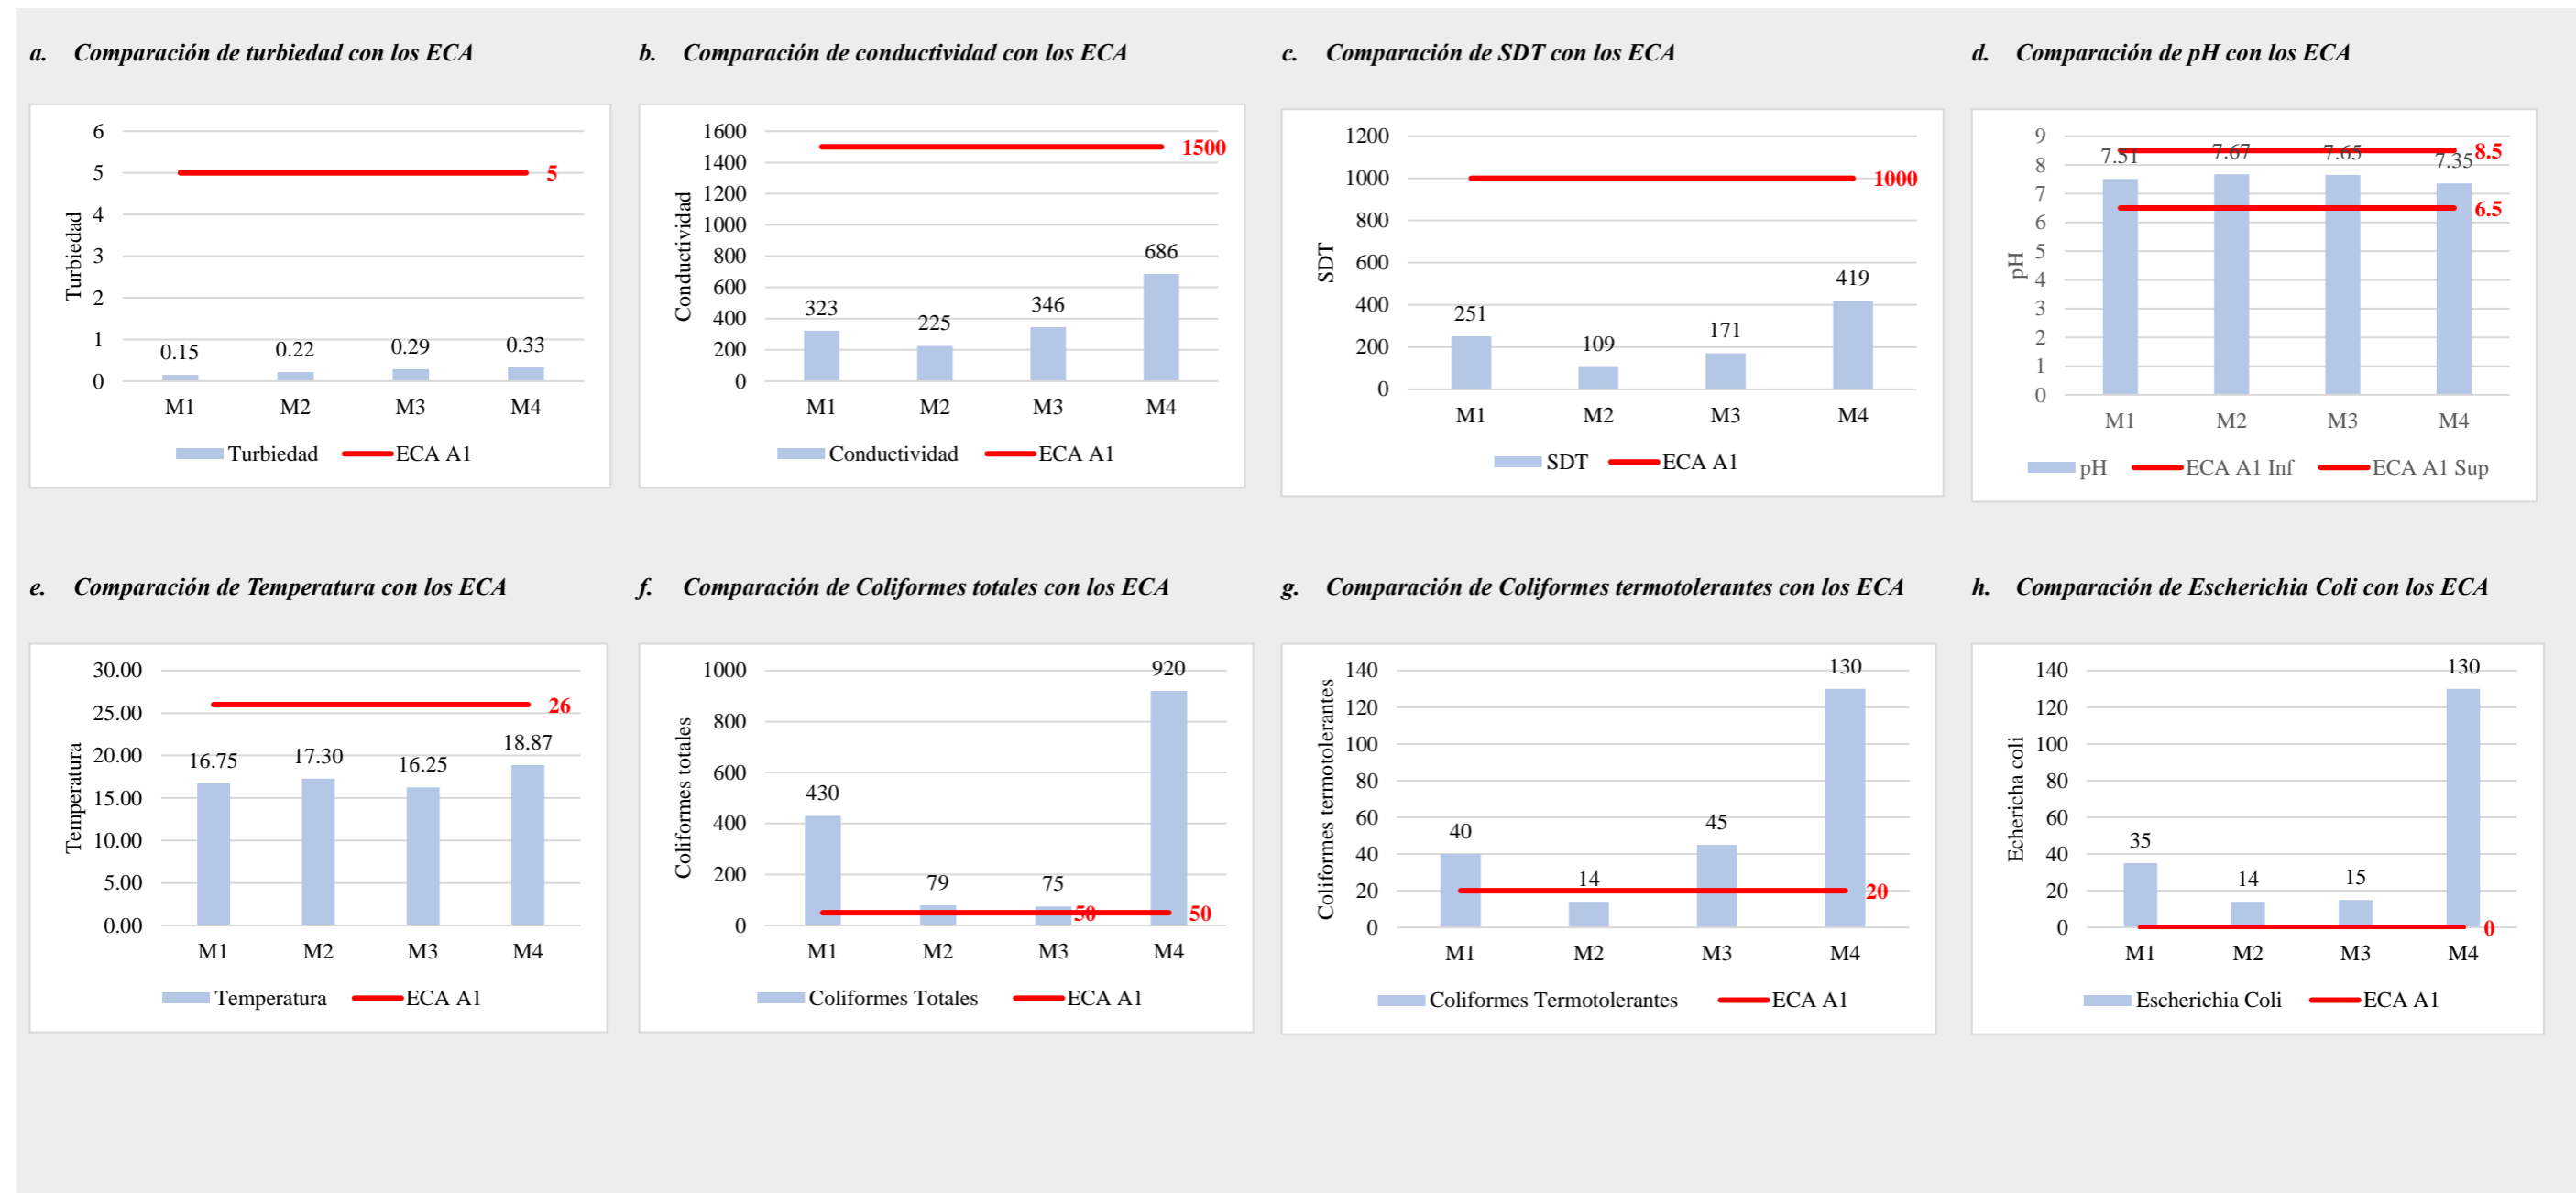 a. Comparación de turbiedad con los ECA
6
5
4
3
2
1
0
Turbiedad
5
0.15
0.22
0.29
0.33
M1
M2
M3
M4
Turbiedad
ECA A1
b. Comparación de conductividad con los ECA
1600
1400
1200
1000
800
600
400
200
0
Conductividad
1500
323
225
346
686
M1
M2
M3
M4
Conductividad
ECA A1
c. Comparación de SDT con los ECA
1200
1000
800
600
400
200
0
SDT
1000
251
109
171
419
M1
M2
M3
M4
SDT
ECA A1
d. Comparación de pH con los ECA
9
8
7
6
5
4
3
2
1
0
pH
7.51
7.67
7.65
7.35
8.5
6.5
M1
M2
M3
M4
pH
ECA A1 Inf
ECA A1 Sup
e. Comparación de Temperatura con los ECA
30.00
25.00
20.00
15.00
10.00
5.00
0.00
Temperatura
26
16.75
17.30
16.25
18.87
M1
M2
M3
M4
Temperatura
ECA A1
f. Comparación de Coliformes totales con los ECA
1000
800
600
400
200
0
Coliformes totales
430
79
75
920
50
50
M1
M2
M3
M4
Coliformes Totales
ECA A1
g. Comparación de Coliformes termotolerantes con los ECA
140
120
100
80
60
40
20
0
Coliformes termotolerantes
40
14
45
130
20
M1
M2
M3
M4
Coliformes Termotolerantes
ECA A1
h. Comparación de Escherichia Coli con los ECA
140
120
100
80
60
40
20
0
Echericha coli
35
14
15
130
0
M1
M2
M3
M4
Escherichia Coli
ECA A1